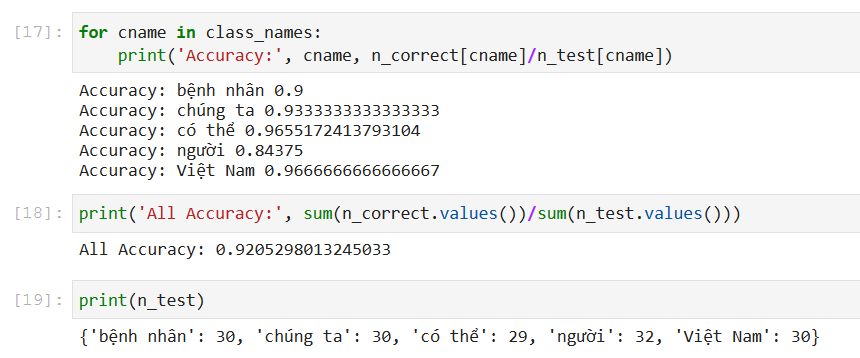 [17]: for cname in class_names:
print('Accuracy:', cname, n_correct[cname]/n_test[cname])
Accuracy: bệnh nhân 0.9
Accuracy: chúng ta 0.9333333333333333
Accuracy: có thể 0.9655172413793104
Accuracy: người 0.84375
Accuracy: Việt Nam 0.9666666666666667
[18]: print('All Accuracy:', sum(n_correct.values())/sum(n_test.values()))
All Accuracy: 0.9205298013245033
[19]: print(n_test)
{'bệnh nhân': 30, 'chúng ta': 30, 'có thể': 29, 'người': 32, 'Việt Nam': 30}